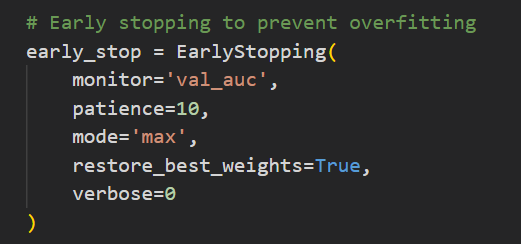 # Early stopping to prevent overfitting
early_stop = EarlyStopping(
    monitor='val_auc',
    patience=10,
    mode='max',
    restore_best_weights=True,
    verbose=0
)